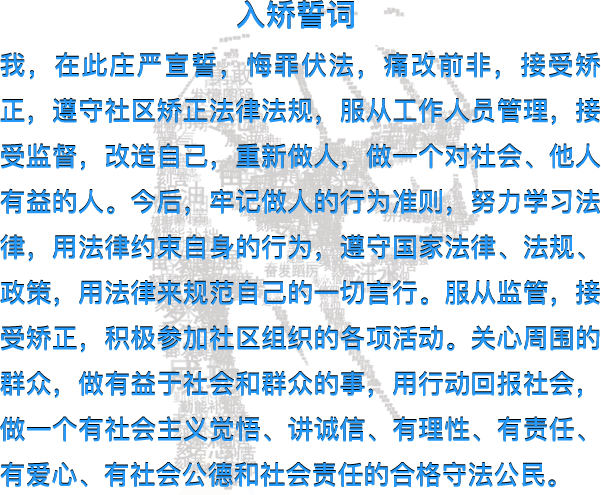 入矫誓词
我，在此庄严宣誓，悔罪伏法，痛改前非，接受矫
正，遵守社区矫正法律法规，服从工作人员管理，接
受监督，改造自己，重新做人，做一个对社会、他人
有益的人。今后，牢记做人的行为准则，努力学习法
律，用法律约束自身的行为，遵守国家法律、法规、
政策，用法律来规范自己的一切言行。服从监管，接
受矫正，积极参加社区组织的各项活动。关心周围的
群众，做有益于社会和群众的事，用行动回报社会，
做一个有社会主义觉悟、讲诚信、有理性、有责任、
有爱心、有社会公德和社会责任的合格守法公民。